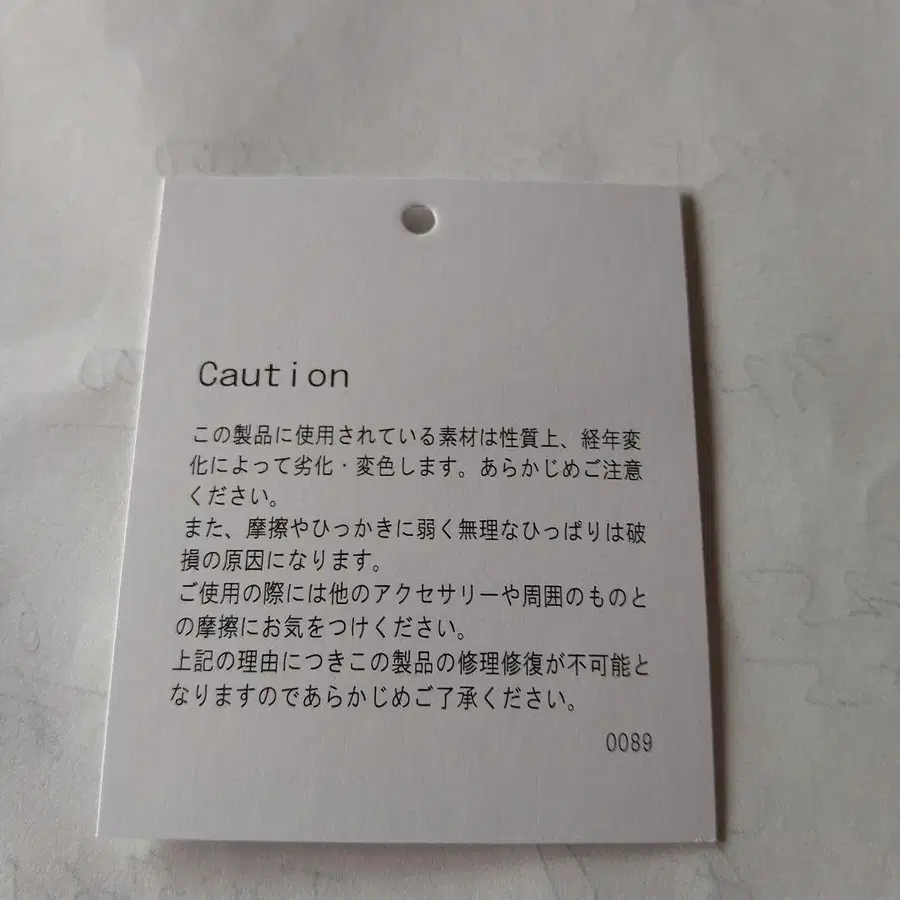 Caution
この製品に使用されている素材は性質上、経年変
化によって劣化・変色します。あらかじめご注意
ください。
また、摩擦やひっかきに弱く無理なひっぱりは破
損の原因になります。
ご使用の際には他のアクセサリーや周囲のものと
の摩擦にお気をつけください。
上記の理由につきこの製品の修理修復が不可能と
なりますのであらかじめご了承ください。
0089